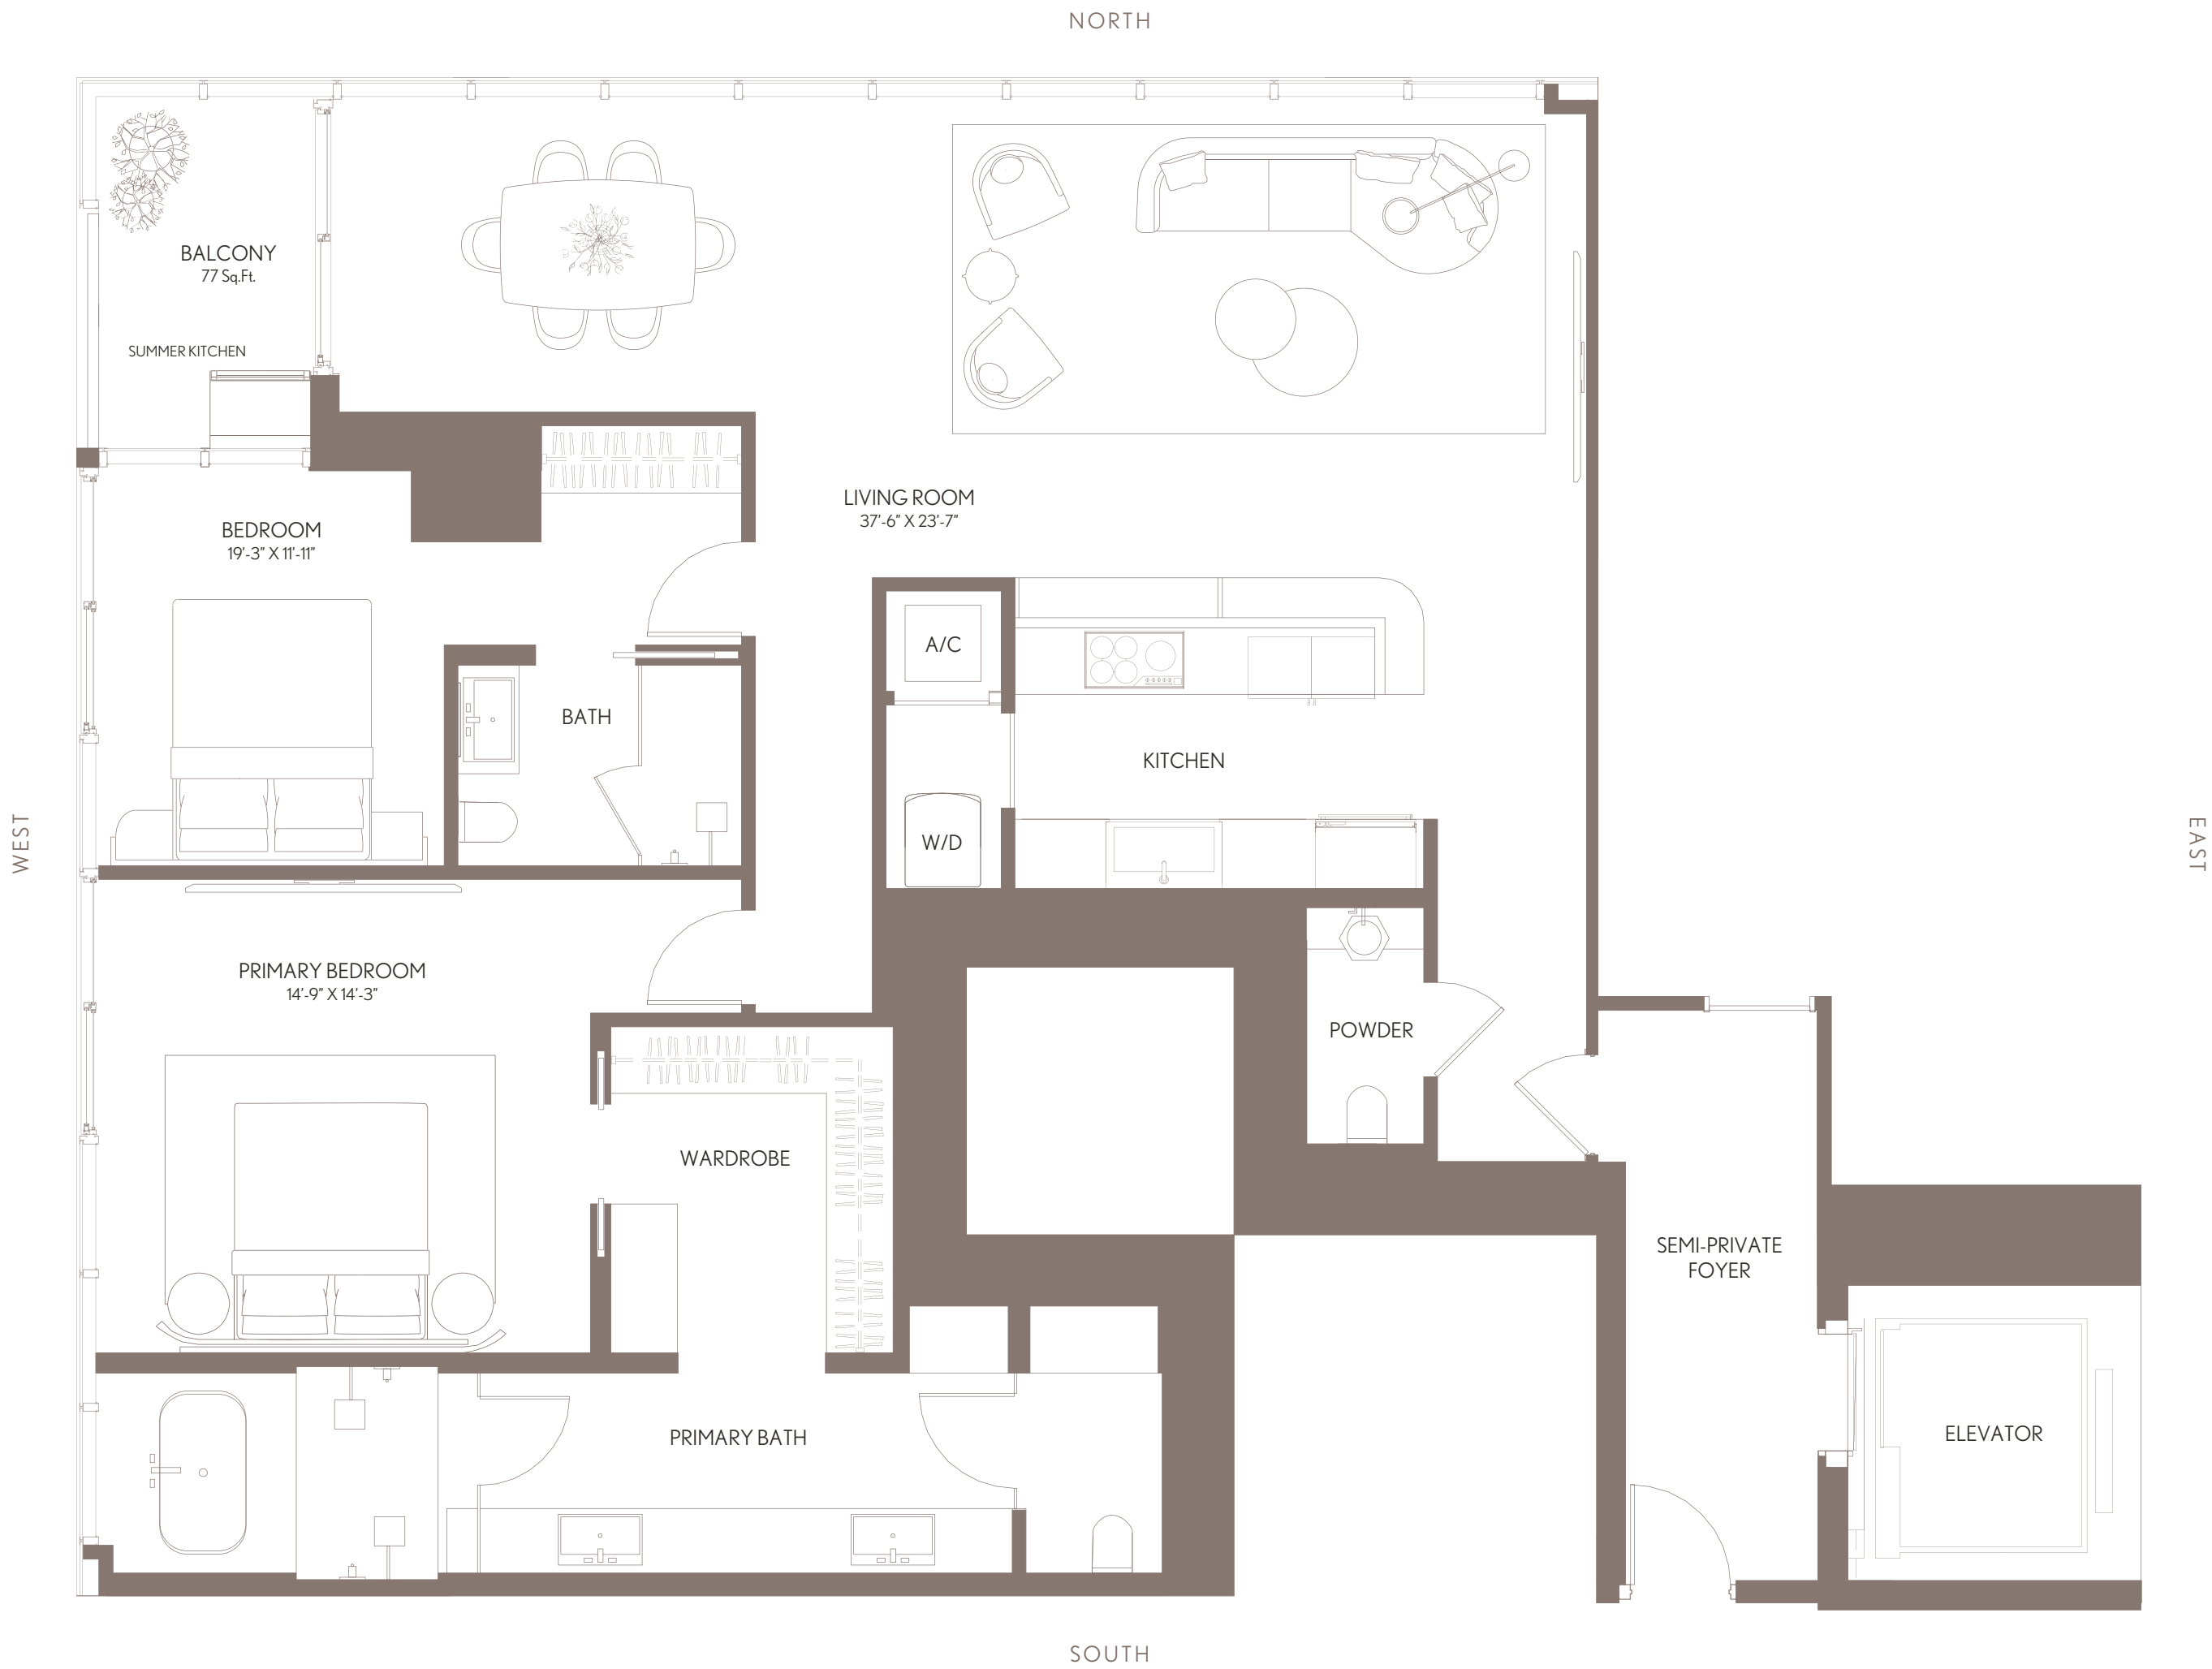 NORTH
BALCONY
77 Sq.Ft.
SUMMER KITCHEN
LIVING ROOM
37'-6" X 23'-7"
BEDROOM
19'-3" X 11'-11"
A/C
BATH
KITCHEN
WEST
W/D
EAST
PRIMARY BEDROOM
14'-9" X 14'-3"
POWDER
WARDROBE
SEMI-PRIVATE
FOYER
PRIMARY BATH
ELEVATOR
SOUTH